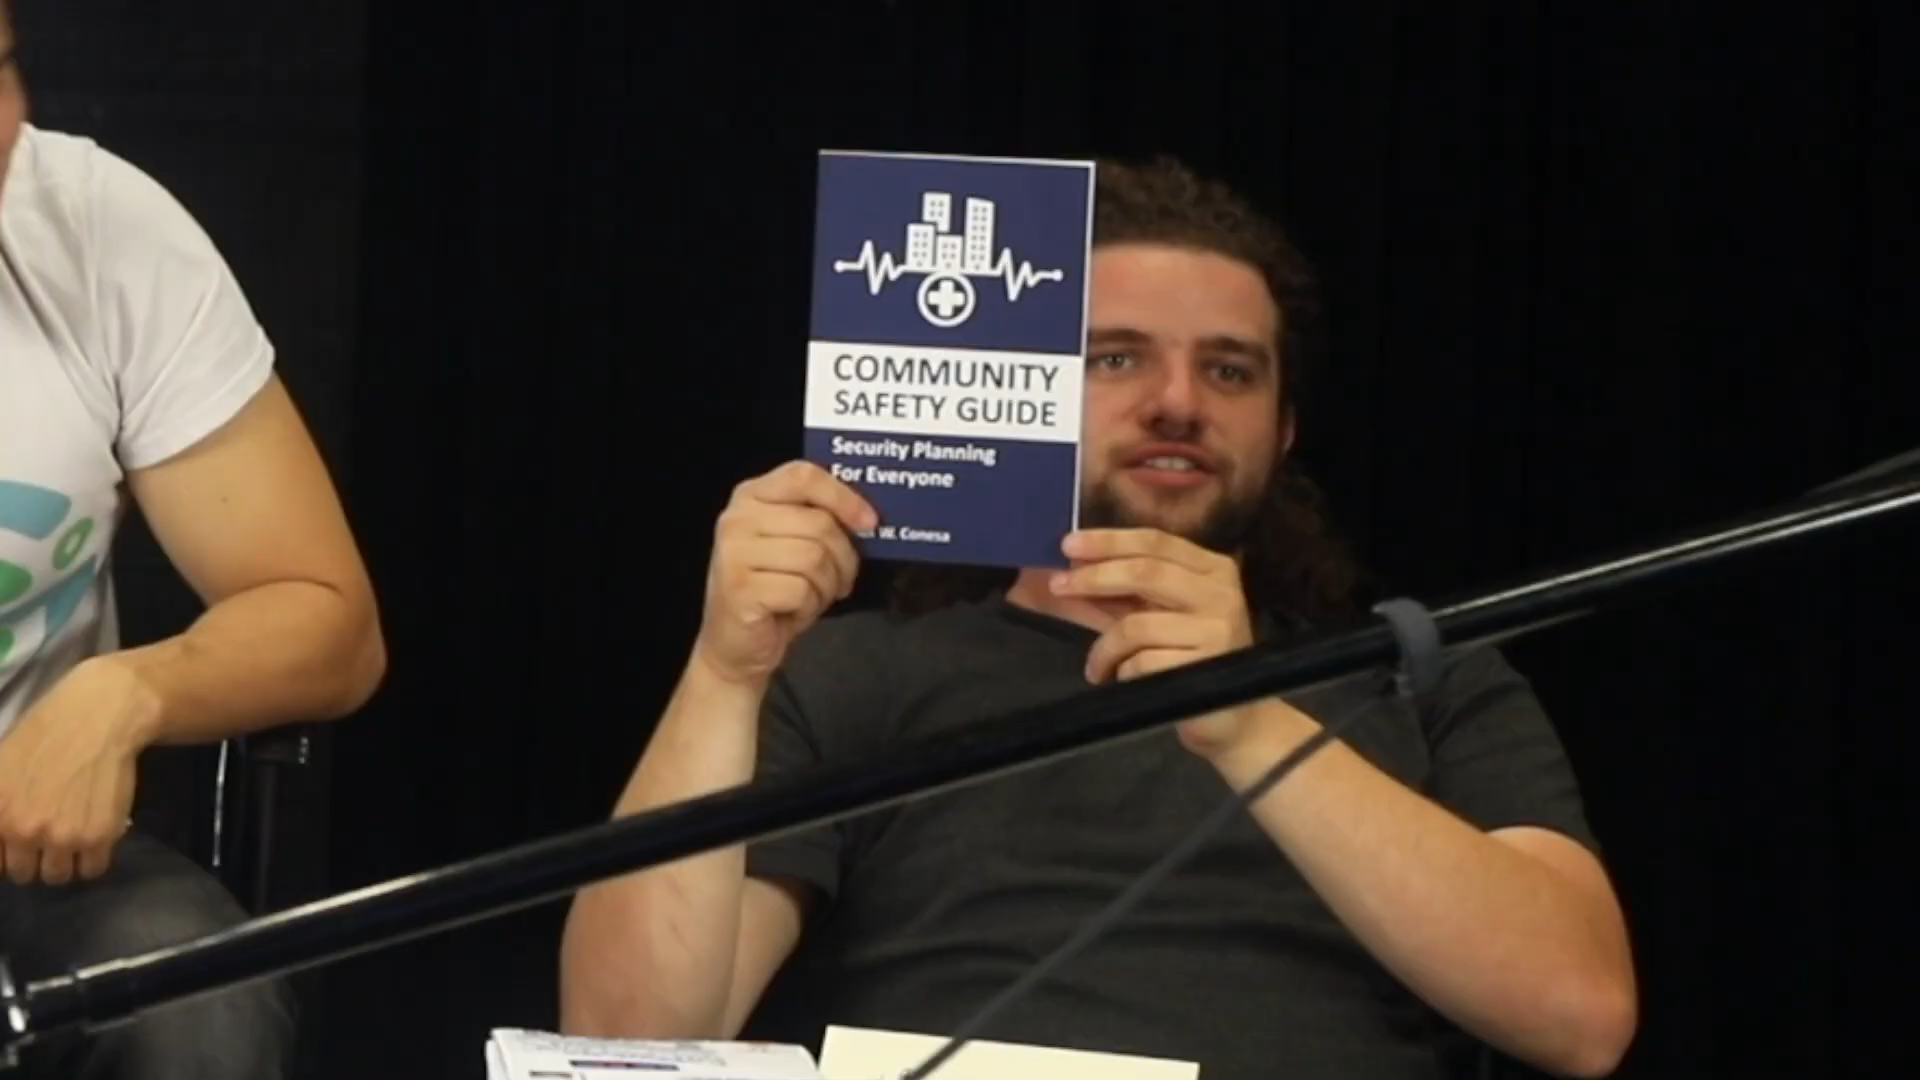 COMMUNITY
SAFETY GUIDE
Security Planning
For Everyone
W. Conesa